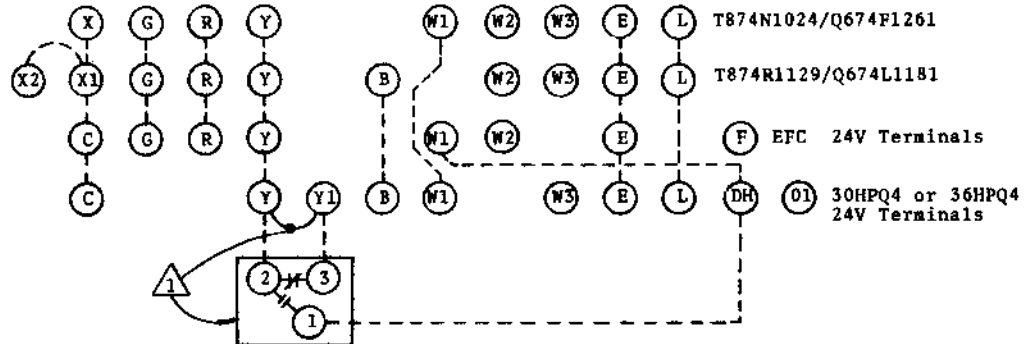 X G R Y W1 W2 W3 E L T874N1024/Q674F1261
X2 X1 G R Y B W2 W3 E L T874R1129/Q674L1181
C G R Y W1 W2 E F EFC 24V Terminals
C Y Y1 B W1 W3 E L DH O1 30HPQ4 or 36HPQ4
24V Terminals
2 3
1
1